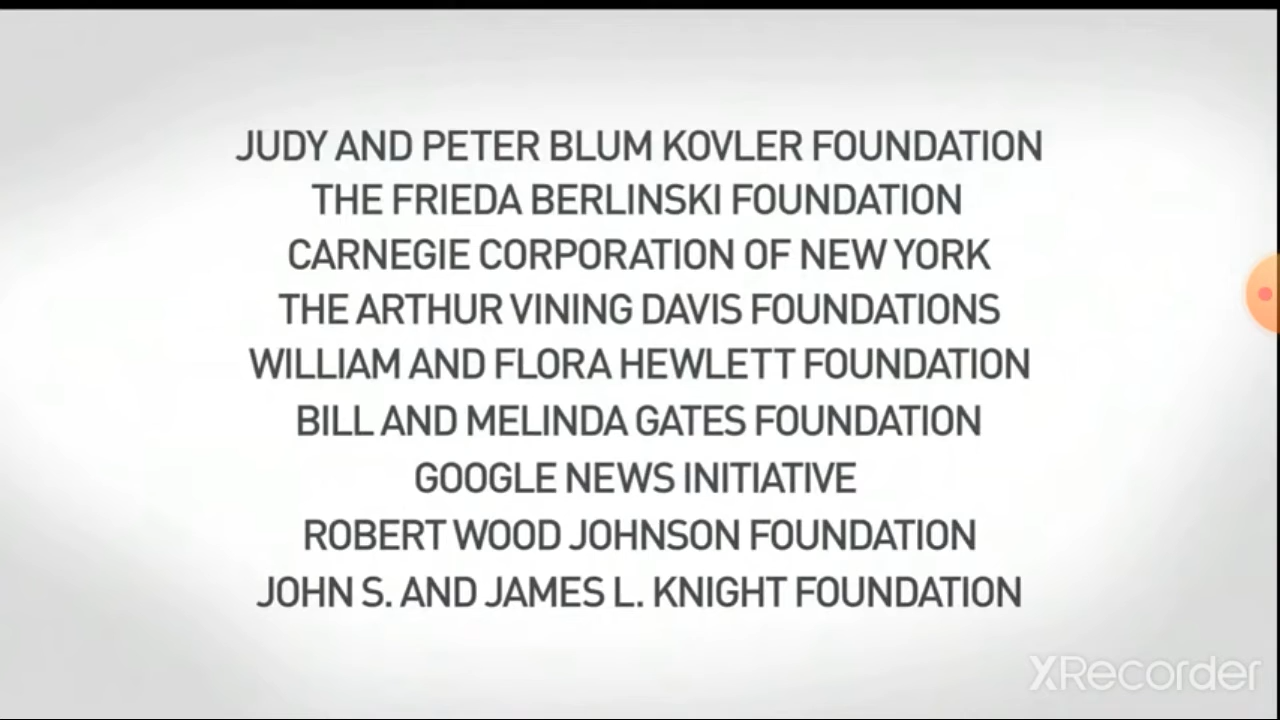 JUDY AND PETER BLUM KOVLER FOUNDATION
THE FRIEDA BERLINSKI FOUNDATION
CARNEGIE CORPORATION OF NEW YORK
THE ARTHUR VINING DAVIS FOUNDATIONS
WILLIAM AND FLORA HEWLETT FOUNDATION
BILL AND MELINDA GATES FOUNDATION
GOOGLE NEWS INITIATIVE
ROBERT WOOD JOHNSON FOUNDATION
JOHN S. AND JAMES L. KNIGHT FOUNDATION
XRecorder